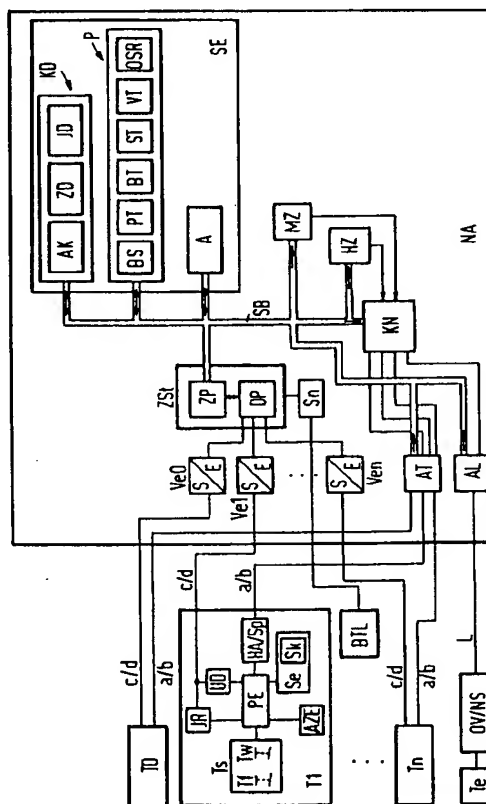 KD
P
AK ZD JD
BS PT BT ST VT OSR
SE
A
MZ
HZ
SB
KN
NA
ZSt
ZP
DP
Sn
Ve0
S/E
Ve1
S/E
Ven
S/E
AT
AL
c/d
a/b
c/d
a/b
BTL
c/d
a/b
L
T0
JR
UD
HA/Sp
PE
Sk
Se
AZE
Ts
Tf Tw
T1
Tn
OV/NS
Te